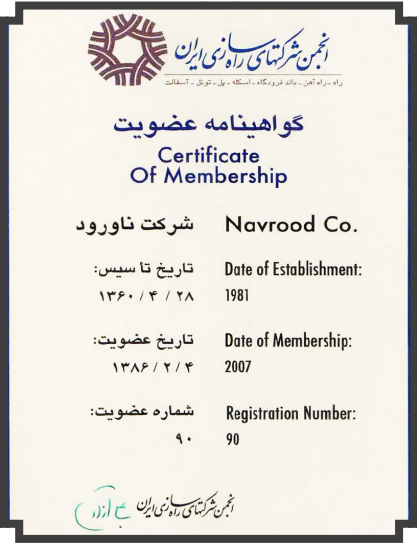 انجمن شرکتهای راه سازی ایران
راه ـ راه آهن ـ باند فرودگاه ـ اسکله ـ پل ـ تونل ـ آسفالت
گواهینامه عضویت
Certificate
Of Membership
شرکت ناورود
Navrood Co.
تاریخ تأسیس:
Date of Establishment:
۱۳۶۰ / ۴ / ۲۸
1981
تاریخ عضویت:
Date of Membership:
۱۳۸۶ / ۲ / ۴
2007
شماره عضویت:
Registration Number:
۹۰
90
انجمن شرکتهای راه سازی ایران